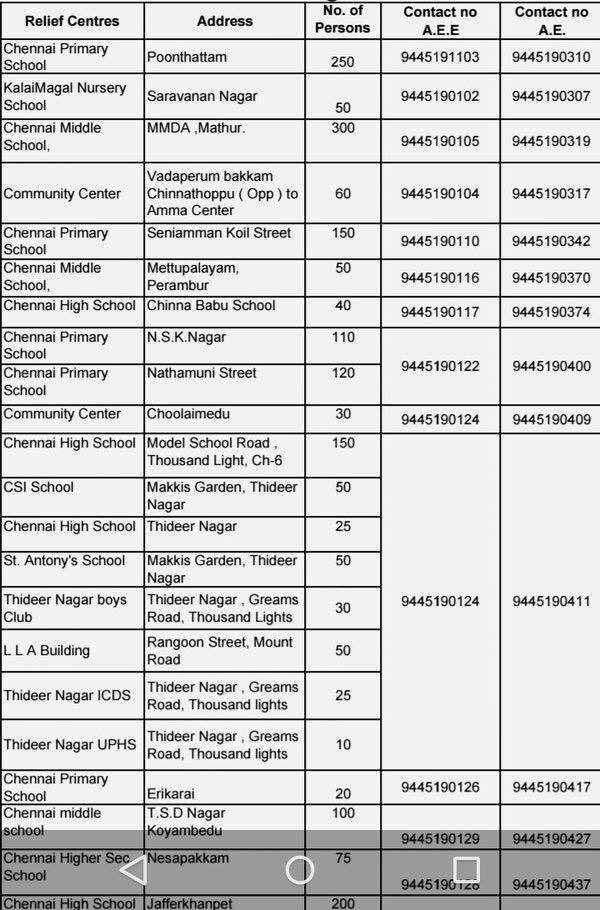 Relief Centres Address No. of Persons Contact no A.E.E Contact no A.E.
Chennai Primary School Poonthattam 250 9445191103 9445190310
KalaiMagal Nursery School Saravanan Nagar 50 9445190102 9445190307
Chennai Middle School, MMDA ,Mathur. 300 9445190105 9445190319
Community Center Vadaperum bakkam Chinnathoppu ( Opp ) to Amma Center 60 9445190104 9445190317
Chennai Primary School Seniamman Koil Street 150 9445190110 9445190342
Chennai Middle School, Mettupalayam, Perambur 50 9445190116 9445190370
Chennai High School Chinna Babu School 40 9445190117 9445190374
Chennai Primary School N.S.K.Nagar 110 9445190122 9445190400
Chennai Primary School Nathamuni Street 120
Community Center Choolaimedu 30 9445190124 9445190409
Chennai High School Model School Road , Thousand Light, Ch-6 150 9445190124 9445190411
CSI School Makkis Garden, Thideer Nagar 50
Chennai High School Thideer Nagar 25
St. Antony's School Makkis Garden, Thideer Nagar 50
Thideer Nagar boys Club Thideer Nagar , Greams Road, Thousand Lights 30
L L A Building Rangoon Street, Mount Road 50
Thideer Nagar ICDS Thideer Nagar , Greams Road, Thousand lights 25
Thideer Nagar UPHS Thideer Nagar , Greams Road, Thousand lights 10
Chennai Primary School Erikarai 20 9445190126 9445190417
Chennai middle school T.S.D Nagar Koyambedu 100 9445190129 9445190427
Chennai Higher Sec School Nesapakkam 75 9445190128 9445190437
Chennai High School Jafferkhanpet 200